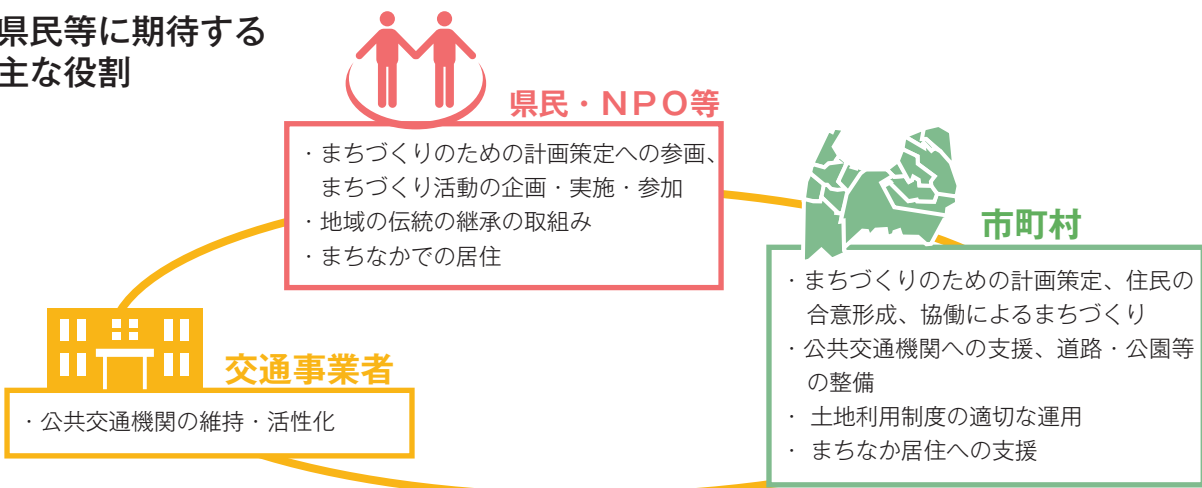 県民等に期待する
主な役割
県民・NPO等
・まちづくりのための計画策定への参画、
まちづくり活動の企画・実施・参加
・地域の伝統の継承の取組み
・まちなかでの居住
市町村
・まちづくりのための計画策定、住民の
合意形成、協働によるまちづくり
・公共交通機関への支援、道路・公園等
の整備
・ 土地利用制度の適切な運用
・ まちなか居住への支援
交通事業者
・公共交通機関の維持・活性化